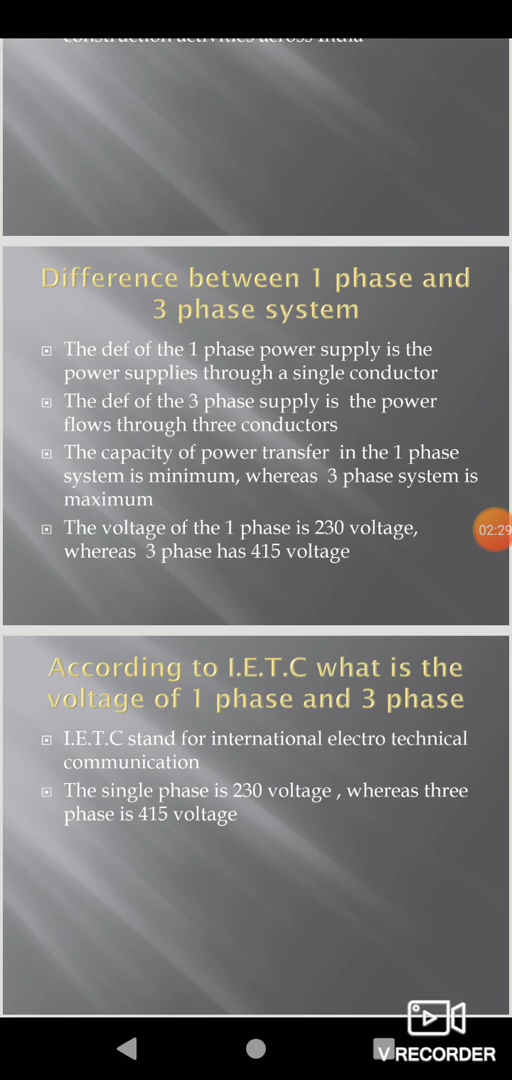 construction activities across India
Difference between 1 phase and
3 phase system
The def of the 1 phase power supply is the
power supplies through a single conductor
The def of the 3 phase supply is the power
flows through three conductors
The capacity of power transfer in the 1 phase
system is minimum, whereas 3 phase system is
maximum
The voltage of the 1 phase is 230 voltage,
whereas 3 phase has 415 voltage
02:29
According to I.E.T.C what is the
voltage of 1 phase and 3 phase
I.E.T.C stand for international electro technical
communication
The single phase is 230 voltage , whereas three
phase is 415 voltage
V RECORDER